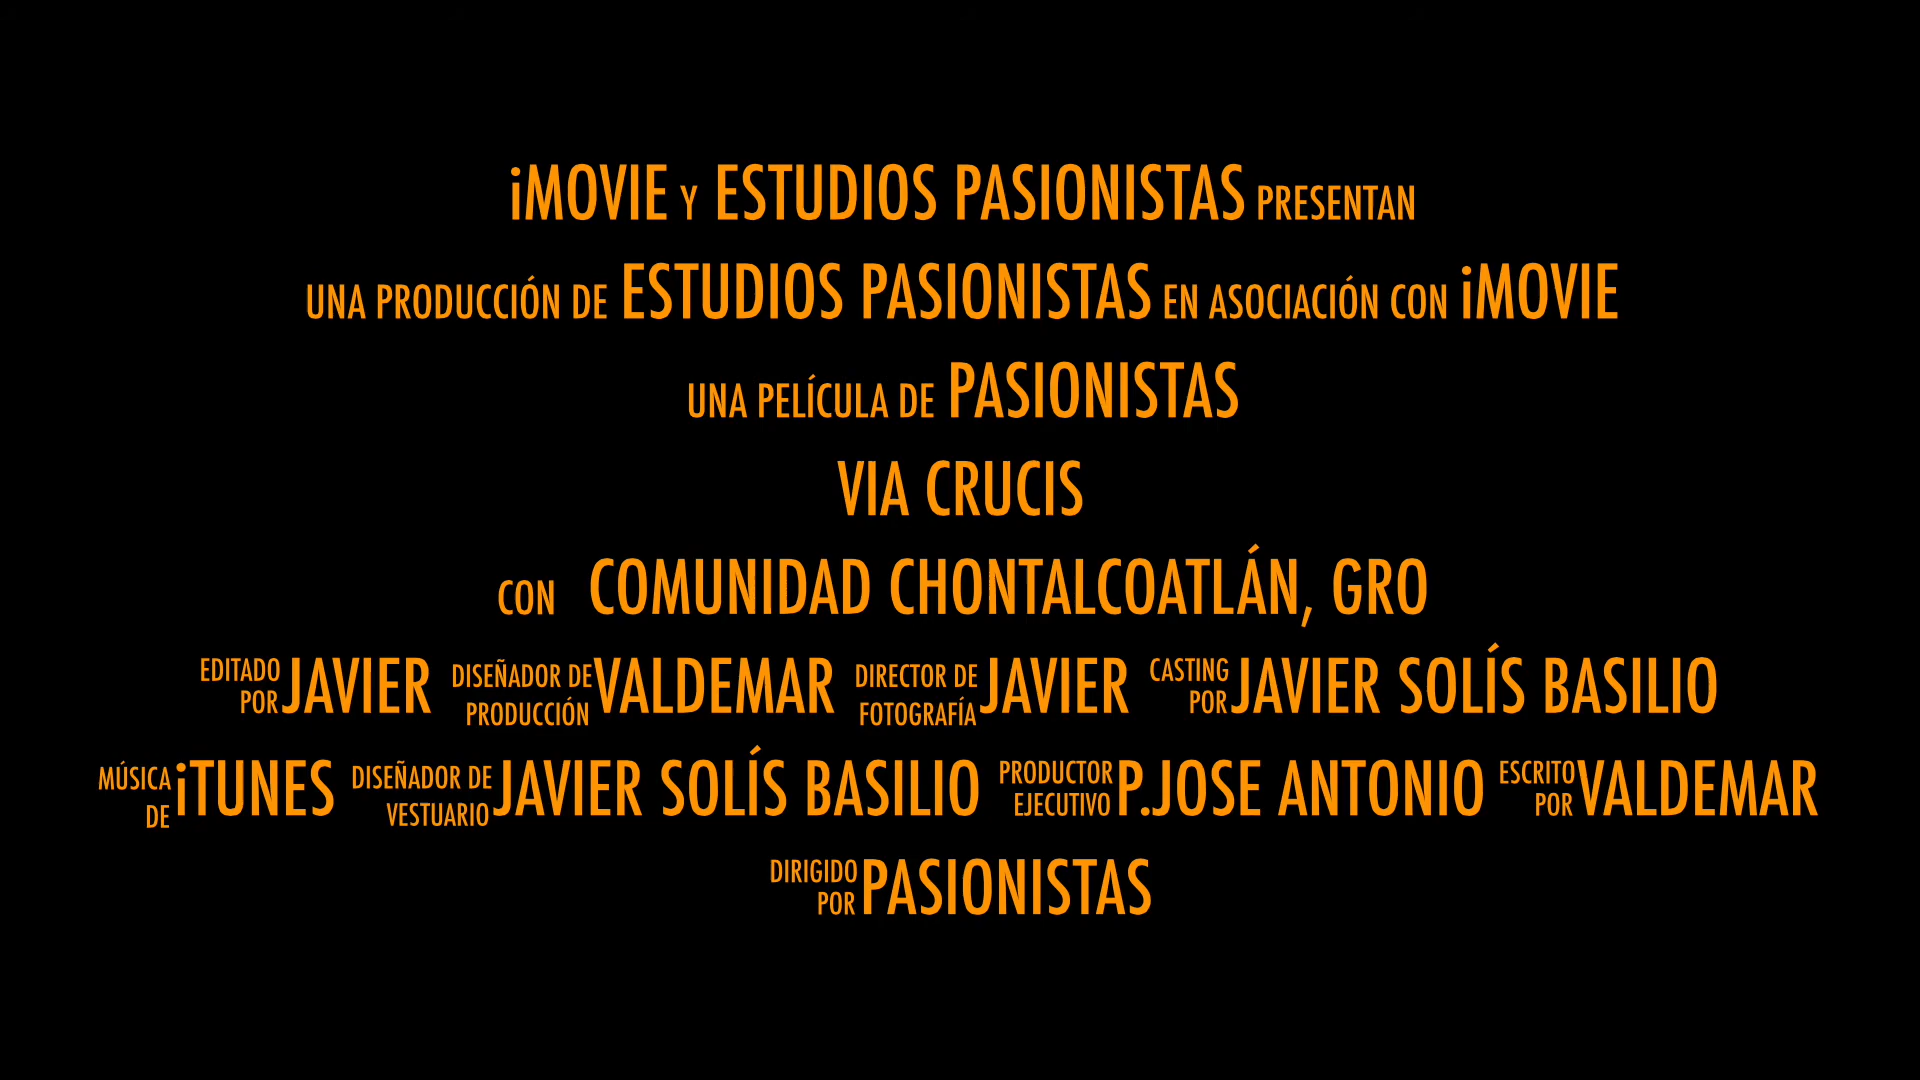 iMOVIE Y ESTUDIOS PASIONISTAS PRESENTAN
UNA PRODUCCIÓN DE ESTUDIOS PASIONISTAS EN ASOCIACIÓN CON iMOVIE
UNA PELÍCULA DE PASIONISTAS
VIA CRUCIS
CON COMUNIDAD CHONTALCOATLÁN, GRO
EDITADO POR JAVIER DISEÑADOR DE PRODUCCIÓN VALDEMAR DIRECTOR DE FOTOGRAFÍA JAVIER CASTING POR JAVIER SOLÍS BASILIO
MÚSICA DE iTUNES DISEÑADOR DE VESTUARIO JAVIER SOLÍS BASILIO PRODUCTOR EJECUTIVO P.JOSE ANTONIO ESCRITO POR VALDEMAR
DIRIGIDO POR PASIONISTAS